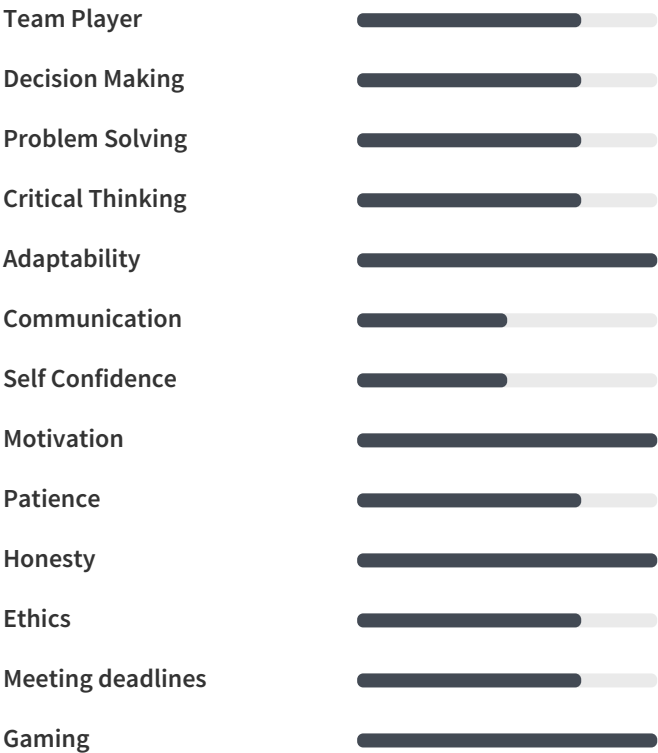 Team Player
Decision Making
Problem Solving
Critical Thinking
Adaptability
Communication
Self Confidence
Motivation
Patience
Honesty
Ethics
Meeting deadlines
Gaming